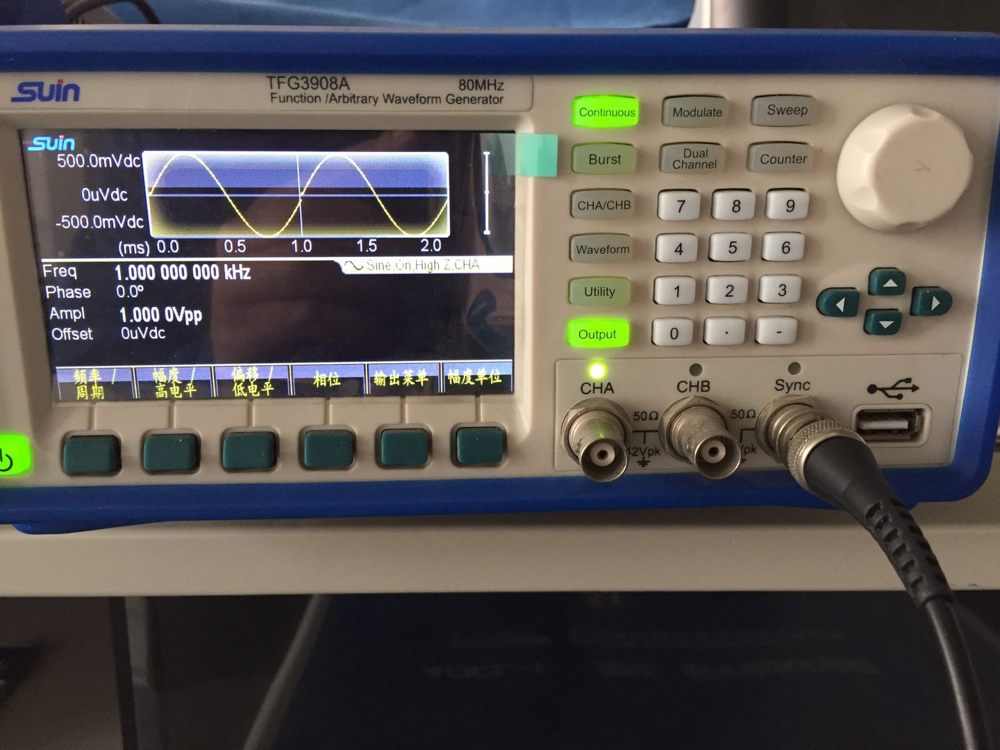 suin
TFG3908A
80MHz
Function /Arbitrary Waveform Generator
suin
500.0mVdc
0uVdc
-500.0mVdc
(ms) 0.0 0.5 1.0 1.5 2.0
Sine,On,High Z,CHA
Freq 1.000 000 000 kHz
Phase 0.0º
Ampl 1.000 0Vpp
Offset 0uVdc
频率 / 幅度 / 偏移 / 相位 输出菜单 幅度单位
周期 高电平 低电平
Continuous Modulate Sweep
Burst Dual Channel Counter
CHA/CHB 7 8 9
Waveform 4 5 6
Utility 1 2 3
Output 0 . -
CHA CHB Sync
50Ω 50Ω
42Vpk